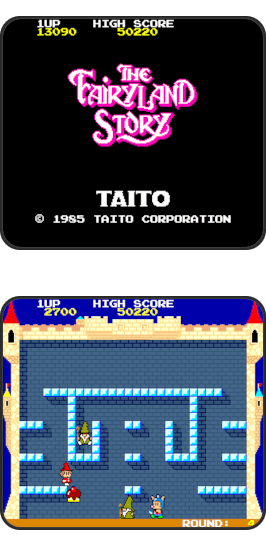 1UP HIGH SCORE
13090 50220
THE
FAIRYLAND
STORY
TAITO
© 1985 TAITO CORPORATION
1UP HIGH SCORE
2700 50220
ROUND: 4